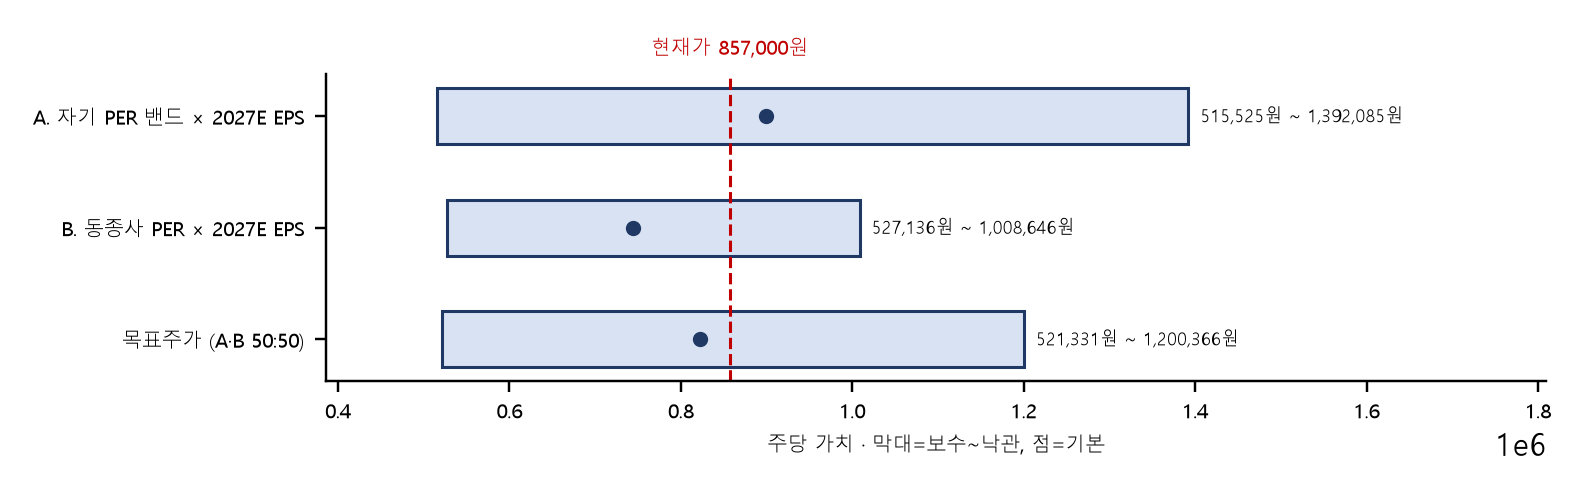 현재가 857,000원
A. 자기 PER 밴드 × 2027E EPS
515,525원 ~ 1,392,085원
B. 동종사 PER × 2027E EPS
527,136원 ~ 1,008,646원
목표주가 (A·B 50:50)
521,331원 ~ 1,200,366원
0.4 0.6 0.8 1.0 1.2 1.4 1.6 1.8
주당 가치 · 막대=보수~낙관, 점=기본
1e6